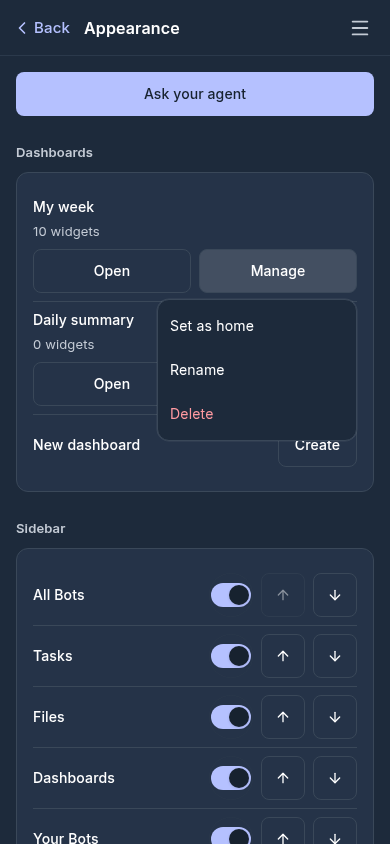 Back Appearance
Ask your agent
Dashboards
My week
10 widgets
Open Manage
Daily summary
0 widgets
Open
Set as home
Rename
Delete
New dashboard Create
Sidebar
All Bots
Tasks
Files
Dashboards
Your Bots